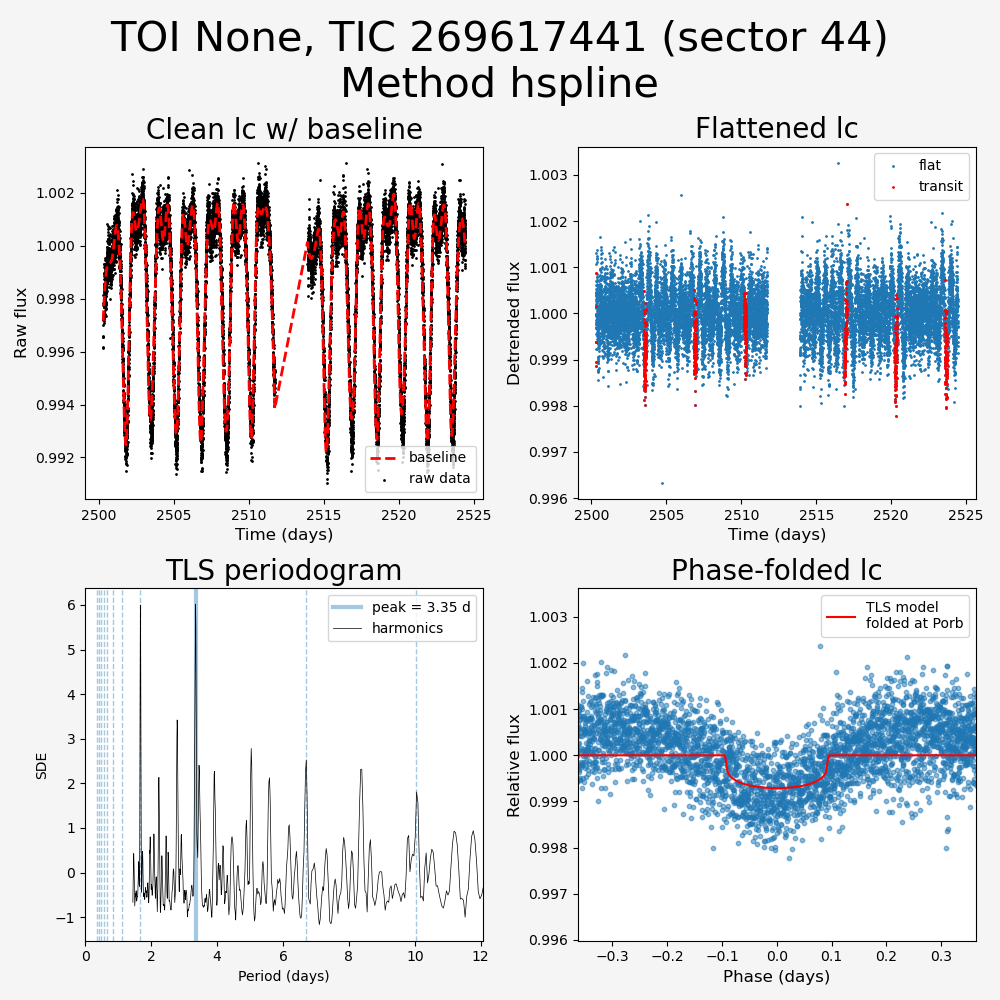 TOI None, TIC 269617441 (sector 44)
Method hspline
Clean lc w/ baseline
Raw flux
1.002
1.000
0.998
0.996
0.994
0.992
baseline
raw data
2500
2505
2510
2515
2520
2525
Time (days)
Flattened lc
Detrended flux
1.003
1.002
1.001
1.000
0.999
0.998
0.997
0.996
flat
transit
2500
2505
2510
2515
2520
2525
Time (days)
TLS periodogram
SDE
6
5
4
3
2
1
0
−1
peak = 3.35 d
harmonics
0
2
4
6
8
10
12
Period (days)
Phase-folded lc
Relative flux
1.003
1.002
1.001
1.000
0.999
0.998
0.997
0.996
TLS model
folded at Porb
−0.3
−0.2
−0.1
0.0
0.1
0.2
0.3
Phase (days)